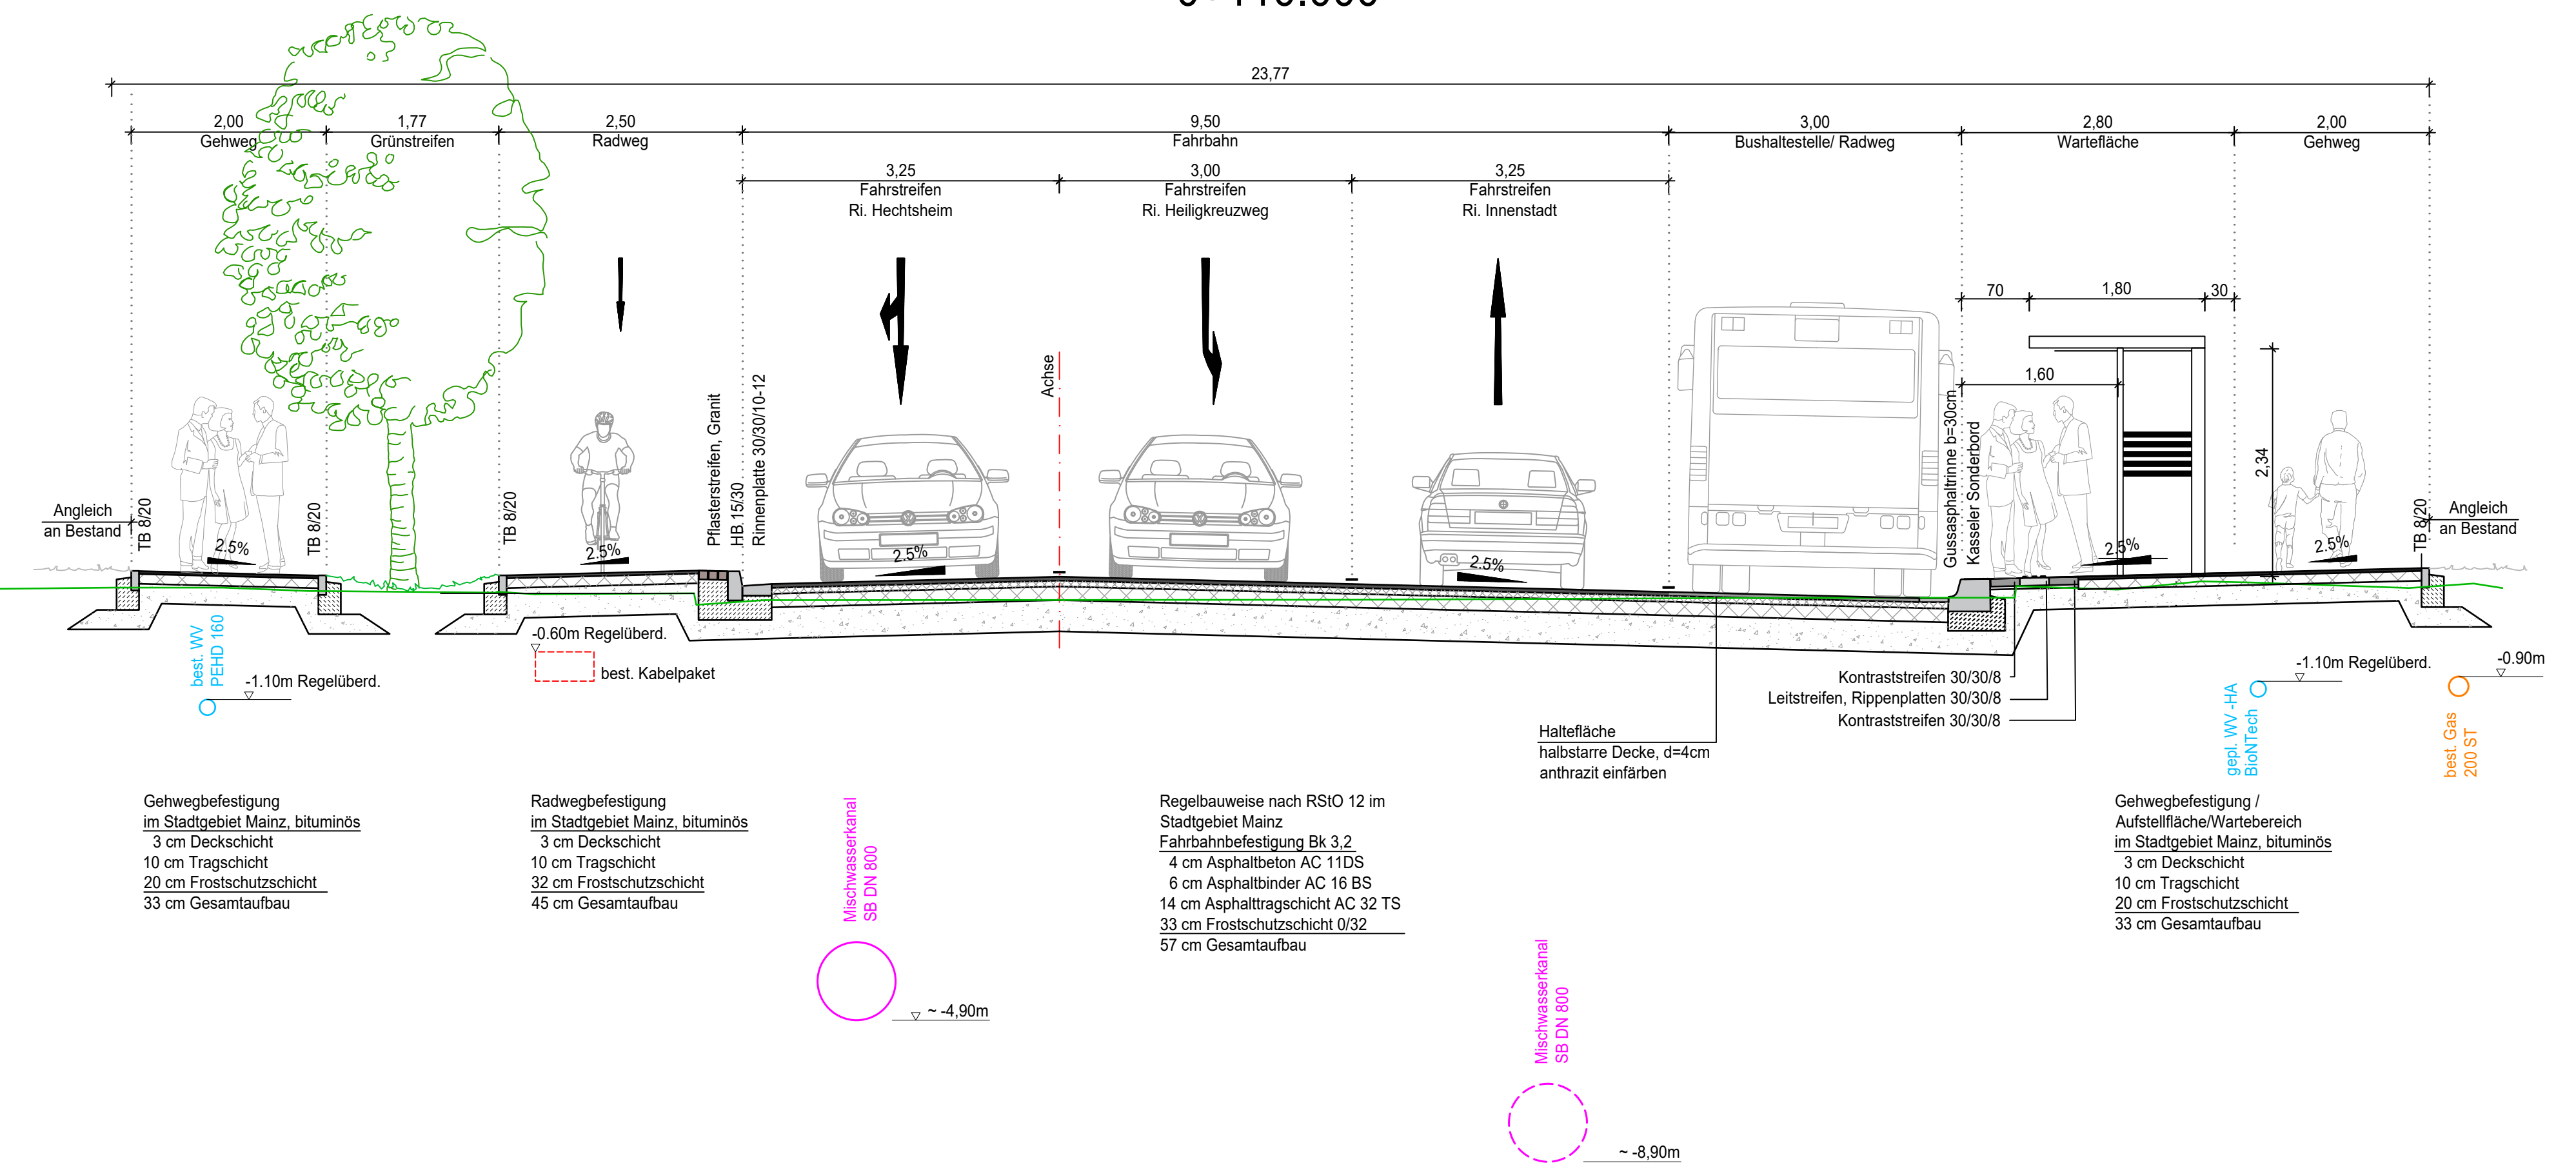 23,77
2,00
Gehweg
1,77
Grünstreifen
2,50
Radweg
9,50
Fahrbahn
3,00
Bushaltestelle/ Radweg
2,80
Wartefläche
2,00
Gehweg
3,25
Fahrstreifen
Ri. Hechtsheim
3,00
Fahrstreifen
Ri. Heiligkreuzweg
3,25
Fahrstreifen
Ri. Innenstadt
70
1,80
30
1,60
2,34
Achse
Angleich
an Bestand
TB 8/20
TB 8/20
TB 8/20
Pflasterstreifen, Granit
HB 15/30
Rinnenplatte 30/30/10-12
Gussasphaltrinne b=30cm
Kasseler Sonderbord
TB 8/20
Angleich
an Bestand
2.5%
2.5%
2.5%
2.5%
2.5%
2.5%
best. WV
PEHD 160
-1.10m Regelüberd.
-0.60m Regelüberd.
best. Kabelpaket
Kontraststreifen 30/30/8
Leitstreifen, Rippenplatten 30/30/8
Kontraststreifen 30/30/8
Haltefläche
halbstarre Decke, d=4cm
anthrazit einfärben
-1.10m Regelüberd.
gepl. WV -HA
BioNTech
-0.90m
best. Gas
200 ST
Gehwegbefestigung
im Stadtgebiet Mainz, bituminös
3 cm Deckschicht
10 cm Tragschicht
20 cm Frostschutzschicht
33 cm Gesamtaufbau
Radwegbefestigung
im Stadtgebiet Mainz, bituminös
3 cm Deckschicht
10 cm Tragschicht
32 cm Frostschutzschicht
45 cm Gesamtaufbau
Mischwasserkanal
SB DN 800
~ -4,90m
Regelbauweise nach RStO 12 im
Stadtgebiet Mainz
Fahrbahnbefestigung Bk 3,2
4 cm Asphaltbeton AC 11DS
6 cm Asphaltbinder AC 16 BS
14 cm Asphalttragschicht AC 32 TS
33 cm Frostschutzschicht 0/32
57 cm Gesamtaufbau
Mischwasserkanal
SB DN 800
~ -8,90m
Gehwegbefestigung /
Aufstellfläche/Wartebereich
im Stadtgebiet Mainz, bituminös
3 cm Deckschicht
10 cm Tragschicht
20 cm Frostschutzschicht
33 cm Gesamtaufbau